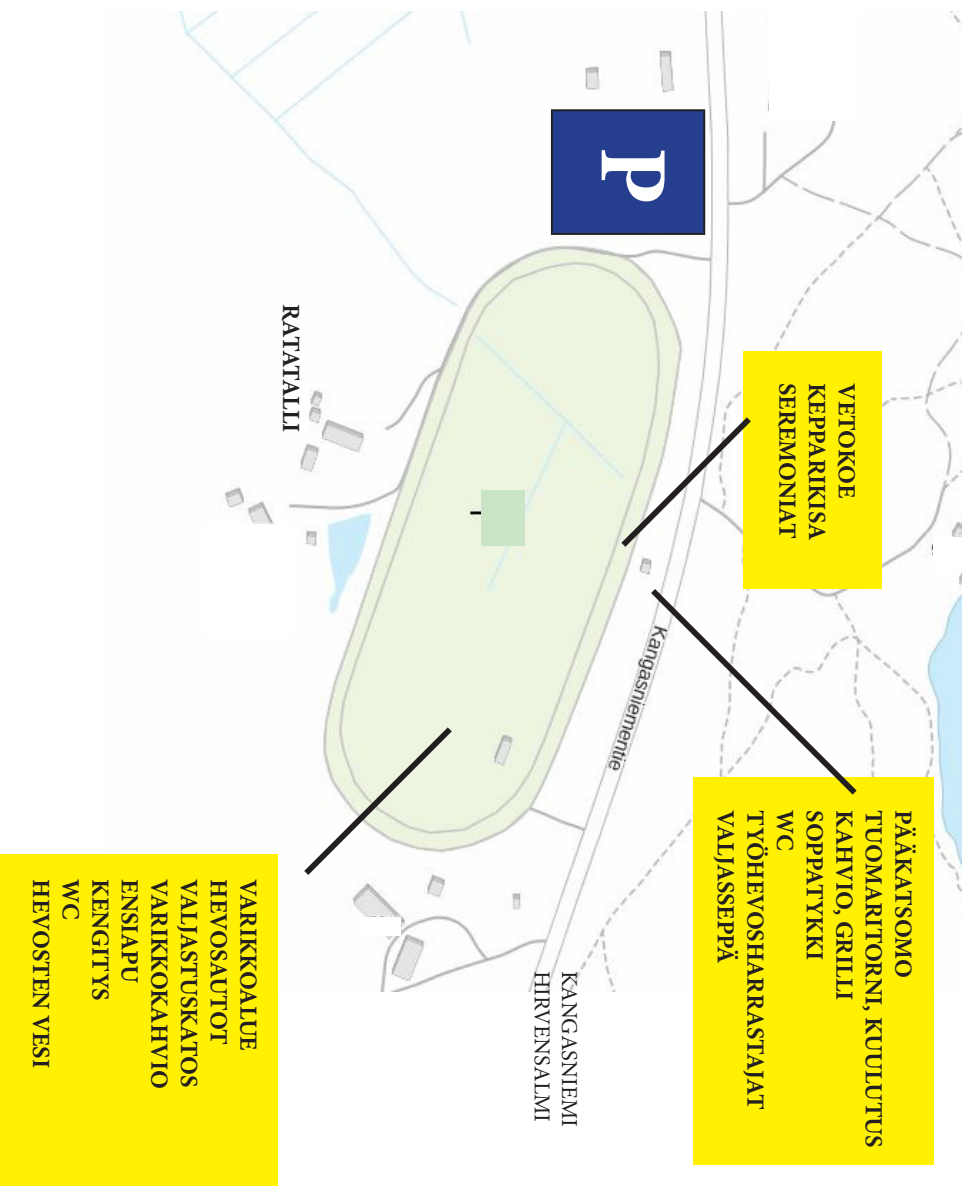 P
VETOKOE
KEPPARIKISA
SEREMONIAT
RATATALLI
Kangasniementie
PÄÄKATSOMO
TUOMARITORNI, KUULUTUS
KAHVIO, GRILLI
SOPPATYKKI
WC
TYÖHEVOSHARRASTAJAT
VALJASSEPPÄ
KANGASNIEMI
HIRVENSALMI
VARIKKOALUE
HEVOSAUTOT
VALJASTUSKATOS
VARIKKOKAHVIO
ENSIAPU
KENGITYS
WC
HEVOSTEN VESI